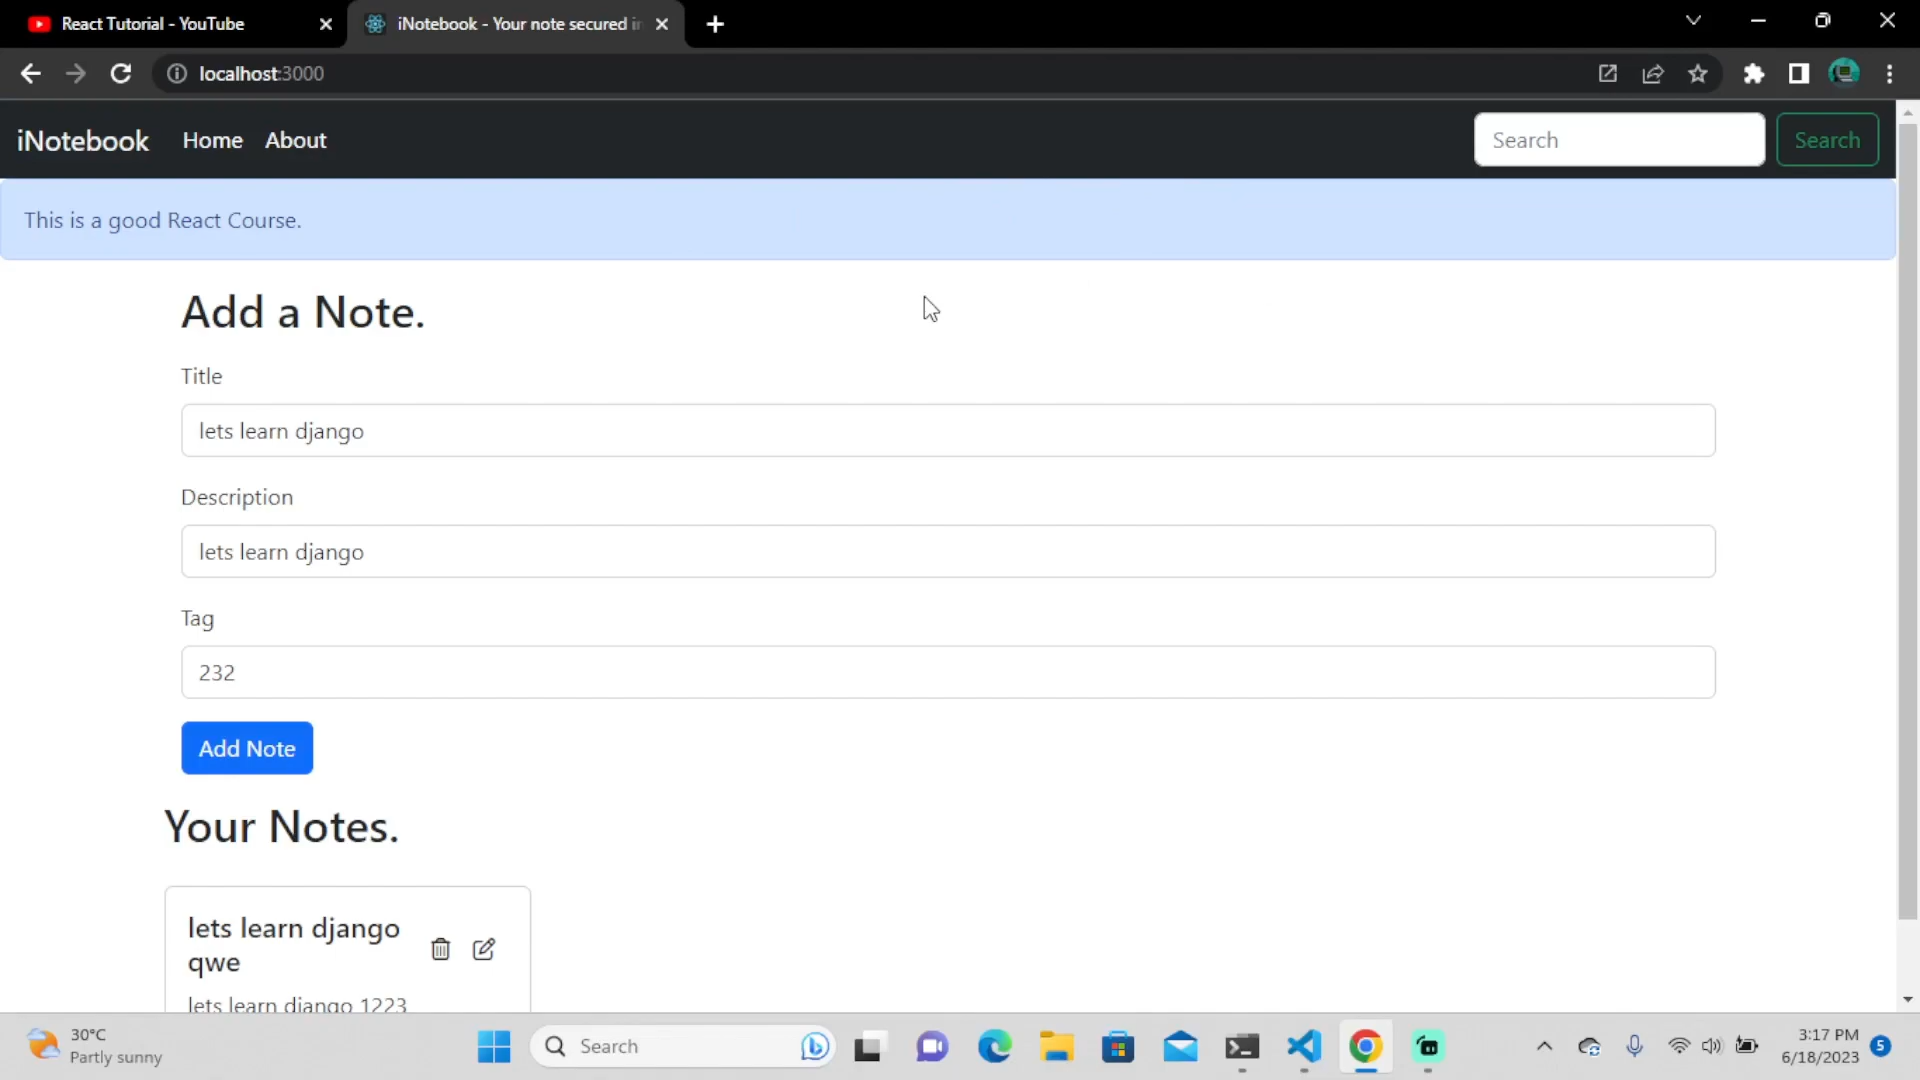 React Tutorial - YouTube
iNotebook - Your note secured in
localhost:3000
iNotebook
Home
About
Search
Search
This is a good React Course.
Add a Note.
Title
lets learn django
Description
lets learn django
Tag
232
Add Note
Your Notes.
lets learn django
qwe
lets learn django 1223
30°C
Partly sunny
Search
3:17 PM
6/18/2023
5